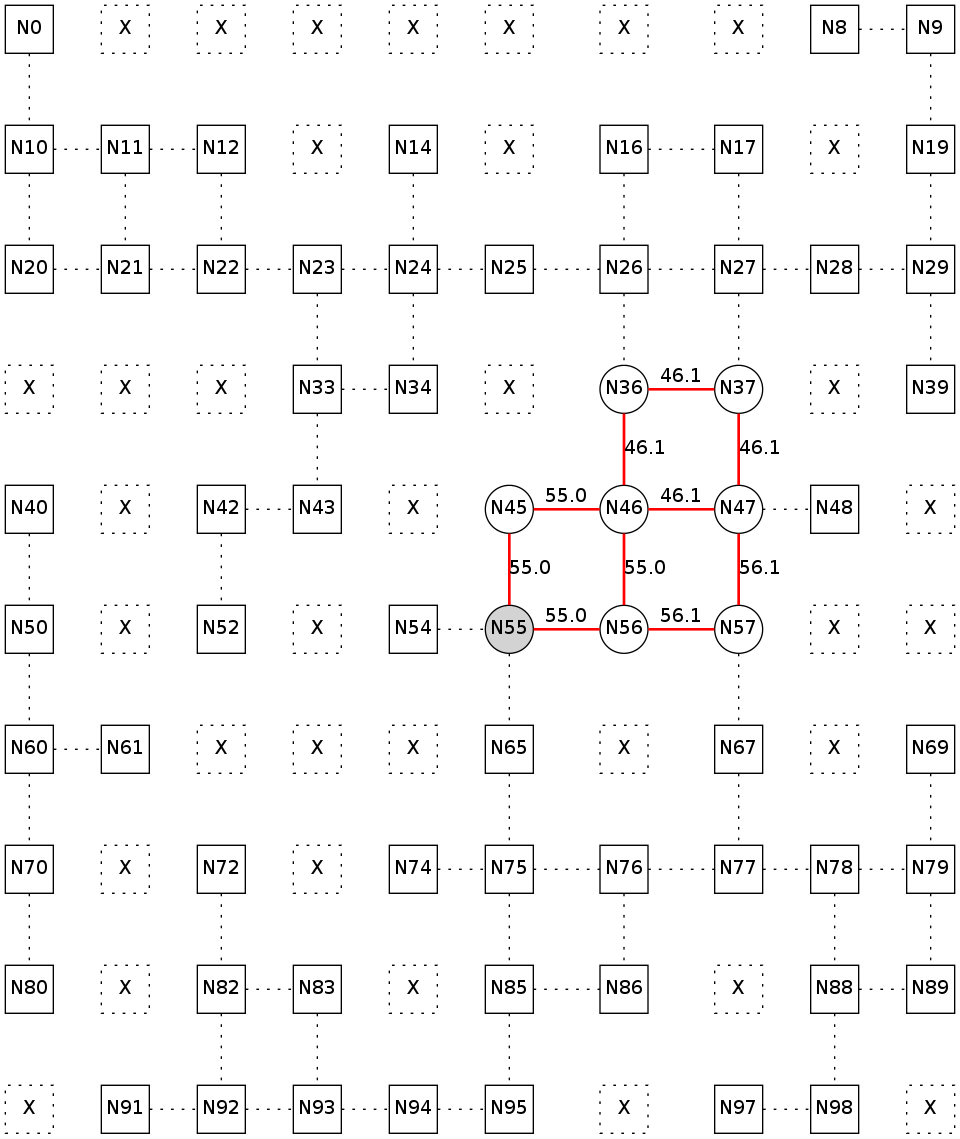 N0 X X X X X X X N8 N9
N10 N11 N12 X N14 X N16 N17 X N19
N20 N21 N22 N23 N24 N25 N26 N27 N28 N29
X X X N33 N34 X N36 46.1 N37 X N39
46.1 46.1
N40 X N42 N43 X N45 55.0 N46 46.1 N47 N48 X
55.0 55.0 56.1
N50 X N52 X N54 N55 55.0 N56 56.1 N57 X X
N60 N61 X X X N65 X N67 X N69
N70 X N72 X N74 N75 N76 N77 N78 N79
N80 X N82 N83 X N85 N86 X N88 N89
X N91 N92 N93 N94 N95 X N97 N98 X